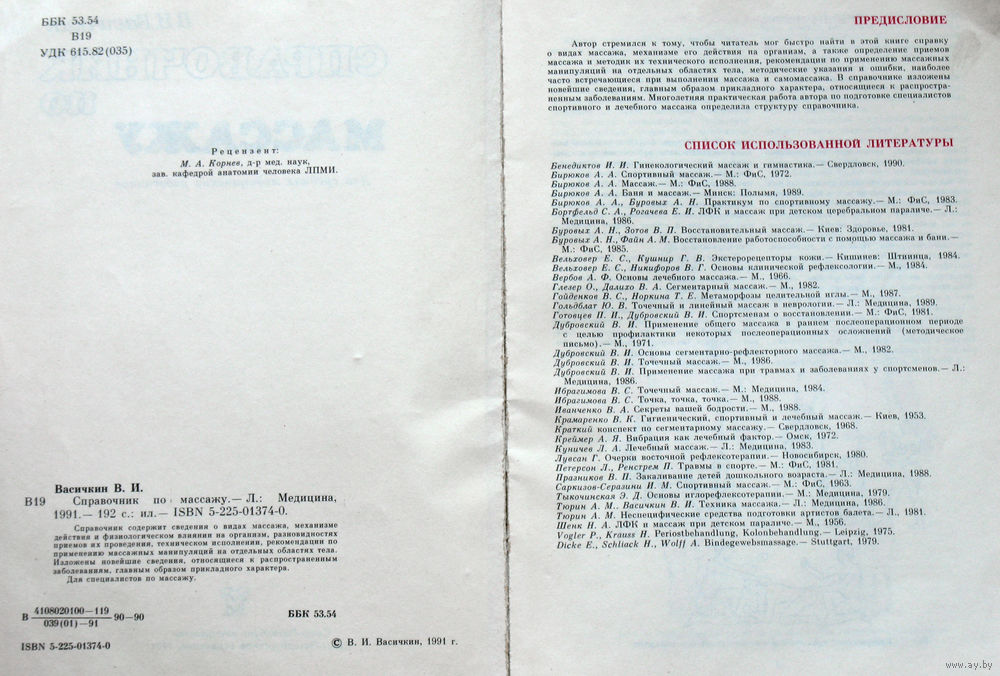 ББК 53.54
В19
УДК 615.82(035)
Рецензент:
М. А. Корнев, д-р мед. наук,
зав. кафедрой анатомии человека ЛПМИ.
Васичкин В. И.
В19 Справочник по массажу.— Л.: Медицина,
1991.— 192 с.: ил.— ISBN 5-225-01374-0.
Справочник содержит сведения о видах массажа, механизме
действия и физиологическом влиянии на организм, разновидностях
приемов их проведения, техническом исполнении, рекомендации по
применению массажных манипуляций на отдельных областях тела.
Изложены новейшие сведения, относящиеся к распространенным
заболеваниям, главным образом прикладного характера.
Для специалистов по массажу.
В 4108020100—119
039(01)—91 90—90
ББК 53.54
ISBN 5-225-01374-0
© В. И. Васичкин, 1991 г.
ПРЕДИСЛОВИЕ
Автор стремился к тому, чтобы читатель мог быстро найти в этой книге справку
о видах массажа, механизме его действия на организм, а также определение приемов
массажа и методик их технического исполнения, рекомендации по применению массажных
манипуляций на отдельных областях тела, методические указания и ошибки, наиболее
часто встречающиеся при выполнении массажа и самомассажа. В справочнике изложены
новейшие сведения, главным образом прикладного характера, относящиеся к распростра-
ненным заболеваниям. Многолетняя практическая работа автора по подготовке специалистов
спортивного и лечебного массажа определила структуру справочника.
СПИСОК ИСПОЛЬЗОВАННОЙ ЛИТЕРАТУРЫ
Бенедиктов И. И. Гинекологический массаж и гимнастика.— Свердловск, 1990.
Бирюков А. А. Спортивный массаж.— М.: ФиС, 1972.
Бирюков А. А. Массаж.— М.: ФиС, 1988.
Бирюков А. А. Баня и массаж.— Минск: Полымя, 1989.
Бирюков А. А., Буровых А. Н. Практикум по спортивному массажу.— М.: ФиС, 1983.
Бортфельд С. А., Рогачева Е. И. ЛФК и массаж при детском церебральном параличе.— Л.:
Медицина, 1986.
Буровых А. Н., Зотов В. П. Восстановительный массаж.— Киев: Здоровье, 1981.
Буровых А. Н., Файн А. М. Восстановление работоспособности с помощью массажа и бани.—
М.: ФиС, 1985.
Вельховер Е. С., Кушнир Г. В. Экстерорецепторы кожи.— Кишинев: Штиинца, 1984.
Вельховер Е. С., Никифоров В. Г. Основы клинической рефлексологии.— М., 1984.
Вербов А. Ф. Основы лечебного массажа.— М., 1966.
Глезер О., Далихо В. А. Сегментарный массаж.— М., 1982.
Гойденков В. С., Норкина Т. Е. Метаморфозы целительной иглы.— М., 1987.
Гольдблат Ю. В. Точечный и линейный массаж в неврологии.— Л.: Медицина, 1989.
Готовцев П. И., Дубровский В. И. Спортсменам о восстановлении.— М.: ФиС, 1981.
Дубровский В. И. Применение общего массажа в раннем послеоперационном периоде
с целью профилактики некоторых послеоперационных осложнений (методическое
письмо).— М., 1971.
Дубровский В. И. Основы сегментарно-рефлекторного массажа.— М., 1982.
Дубровский В. И. Точечный массаж.— М., 1986.
Дубровский В. И. Применение массажа при травмах и заболеваниях у спортсменов.— Л.:
Медицина, 1986.
Ибрагимова В. С. Точечный массаж.— М.: Медицина, 1984.
Ибрагимова В. С. Точка, точка, точка.— М., 1988.
Иванченко В. А. Секреты вашей бодрости.— М., 1988.
Крамаренко В. К. Гигиенический, спортивный и лечебный массаж.— Киев, 1953.
Краткий конспект по сегментарному массажу.— Свердловск, 1968.
Креймер А. Я. Вибрация как лечебный фактор.— Омск, 1972.
Куничев Л. А. Лечебный массаж.— Л.: Медицина, 1983.
Лувсан Г. Очерки восточной рефлексотерапии.— Новосибирск, 1980.
Петерсон Л., Ренстрем П. Травмы в спорте.— М.: ФиС, 1981.
Празников В. П. Закаливание детей дошкольного возраста.— Л.: Медицина, 1988.
Саркизов-Серазини И. М. Спортивный массаж.— М.: ФиС, 1963.
Тыкочинская Э. Д. Основы иглорефлексотерапии.— М.: Медицина, 1979.
Тюрин А. М., Васичкин В. И. Техника массажа.— Л.: Медицина, 1986.
Тюрин А. М. Неспецифические средства подготовки артистов балета.— Л., 1981.
Шенк Н. А. ЛФК и массаж при детском параличе.— М., 1956.
Vogler P., Krauss H. Periostbehandlung, Kolonbehandlung.— Leipzig, 1975.
Dicke E., Schliack H., Wolff A. Bindegewebsmassage.— Stuttgart, 1979.
www.ay.by